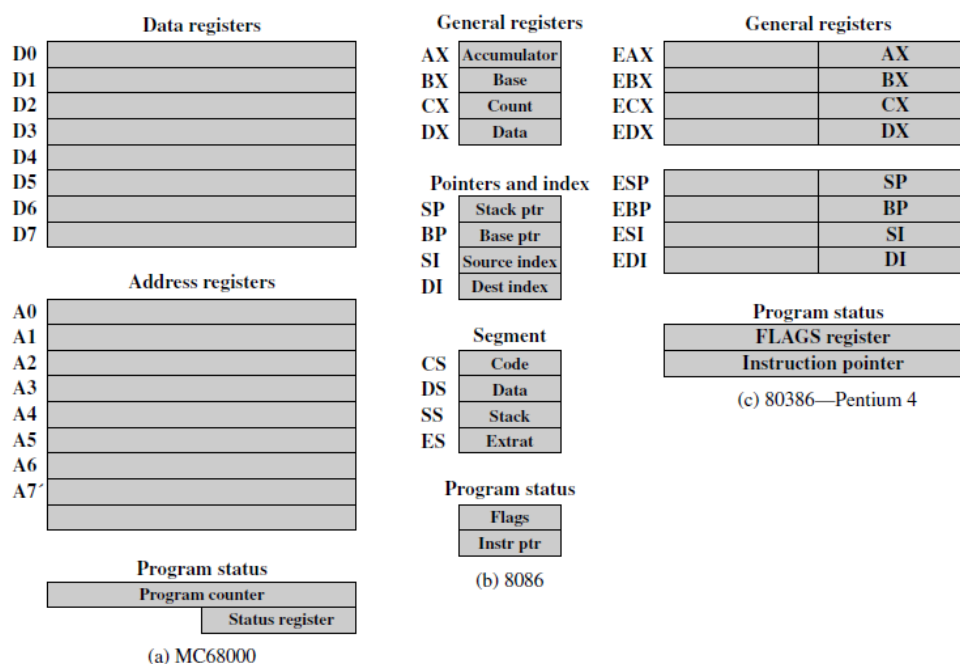 Data registers
D0
D1
D2
D3
D4
D5
D6
D7
Address registers
A0
A1
A2
A3
A4
A5
A6
A7´
Program status
Program counter
Status register
(a) MC68000
General registers
AX Accumulator
BX Base
CX Count
DX Data
Pointers and index
SP Stack ptr
BP Base ptr
SI Source index
DI Dest index
Segment
CS Code
DS Data
SS Stack
ES Extrat
Program status
Flags
Instr ptr
(b) 8086
General registers
EAX AX
EBX BX
ECX CX
EDX DX
ESP SP
EBP BP
ESI SI
EDI DI
Program status
FLAGS register
Instruction pointer
(c) 80386—Pentium 4